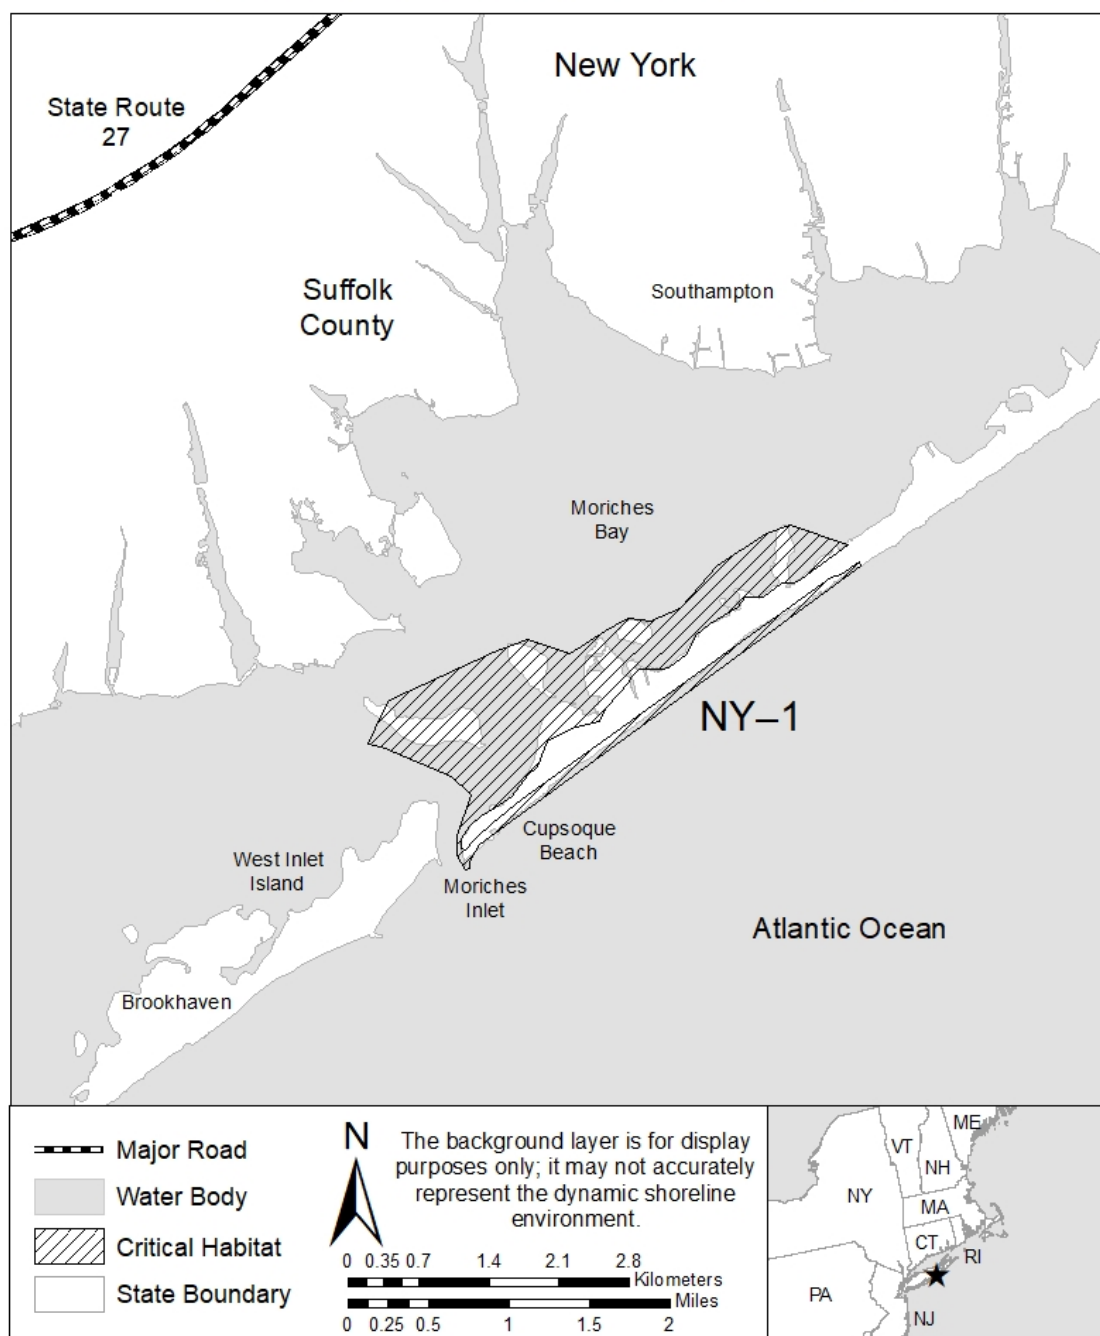 New York
State Route
27
Suffolk
County
Southampton
Moriches
Bay
NY–1
Cupsoque
Beach
West Inlet
Island
Moriches
Inlet
Atlantic Ocean
Brookhaven
Major Road
Water Body
Critical Habitat
State Boundary
N
The background layer is for display
purposes only; it may not accurately
represent the dynamic shoreline
environment.
0 0.35 0.7 1.4 2.1 2.8
Kilometers
Miles
0 0.25 0.5 1 1.5 2
ME
VT
NH
NY
MA
CT
RI
PA
NJ